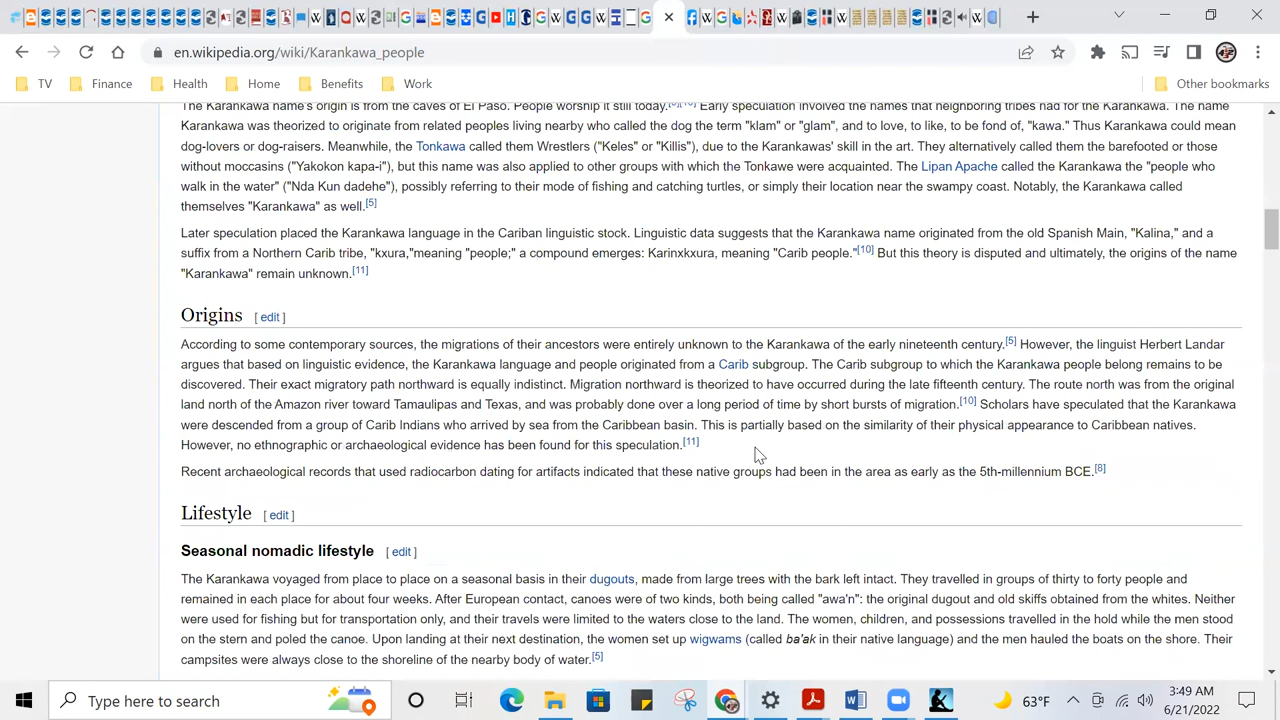 en.wikipedia.org/wiki/Karankawa_people
TV Finance Health Home Benefits Work Other bookmarks
The Karankawa name's origin is from the caves of El Paso. People worship it still today. Early speculation involved the names that neighboring tribes had for the Karankawa. The name
Karankawa was theorized to originate from related peoples living nearby who called the dog the term "klam" or "glam", and to love, to like, to be fond of, "kawa." Thus Karankawa could mean
dog-lovers or dog-raisers. Meanwhile, the Tonkawa called them Wrestlers ("Keles" or "Killis"), due to the Karankawas' skill in the art. They alternatively called them the barefooted or those
without moccasins ("Yakokon kapa-i"), but this name was also applied to other groups with which the Tonkawe were acquainted. The Lipan Apache called the Karankawa the "people who
walk in the water" ("Nda Kun dadehe"), possibly referring to their mode of fishing and catching turtles, or simply their location near the swampy coast. Notably, the Karankawa called
themselves "Karankawa" as well.[5]
Later speculation placed the Karankawa language in the Cariban linguistic stock. Linguistic data suggests that the Karankawa name originated from the old Spanish Main, "Kalina," and a
suffix from a Northern Carib tribe, "kxura,"meaning "people;" a compound emerges: Karinxkxura, meaning "Carib people."[10] But this theory is disputed and ultimately, the origins of the name
"Karankawa" remain unknown.[11]
Origins [ edit ]
According to some contemporary sources, the migrations of their ancestors were entirely unknown to the Karankawa of the early nineteenth century.[5] However, the linguist Herbert Landar
argues that based on linguistic evidence, the Karankawa language and people originated from a Carib subgroup. The Carib subgroup to which the Karankawa people belong remains to be
discovered. Their exact migratory path northward is equally indistinct. Migration northward is theorized to have occurred during the late fifteenth century. The route north was from the original
land north of the Amazon river toward Tamaulipas and Texas, and was probably done over a long period of time by short bursts of migration.[10] Scholars have speculated that the Karankawa
were descended from a group of Carib Indians who arrived by sea from the Caribbean basin. This is partially based on the similarity of their physical appearance to Caribbean natives.
However, no ethnographic or archaeological evidence has been found for this speculation.[11]
Recent archaeological records that used radiocarbon dating for artifacts indicated that these native groups had been in the area as early as the 5th-millennium BCE.[8]
Lifestyle [ edit ]
Seasonal nomadic lifestyle [ edit ]
The Karankawa voyaged from place to place on a seasonal basis in their dugouts, made from large trees with the bark left intact. They travelled in groups of thirty to forty people and
remained in each place for about four weeks. After European contact, canoes were of two kinds, both being called "awa'n": the original dugout and old skiffs obtained from the whites. Neither
were used for fishing but for transportation only, and their travels were limited to the waters close to the land. The women, children, and possessions travelled in the hold while the men stood
on the stern and poled the canoe. Upon landing at their next destination, the women set up wigwams (called ba'ak in their native language) and the men hauled the boats on the shore. Their
campsites were always close to the shoreline of the nearby body of water.[5]
Type here to search
63°F
3:49 AM
6/21/2022